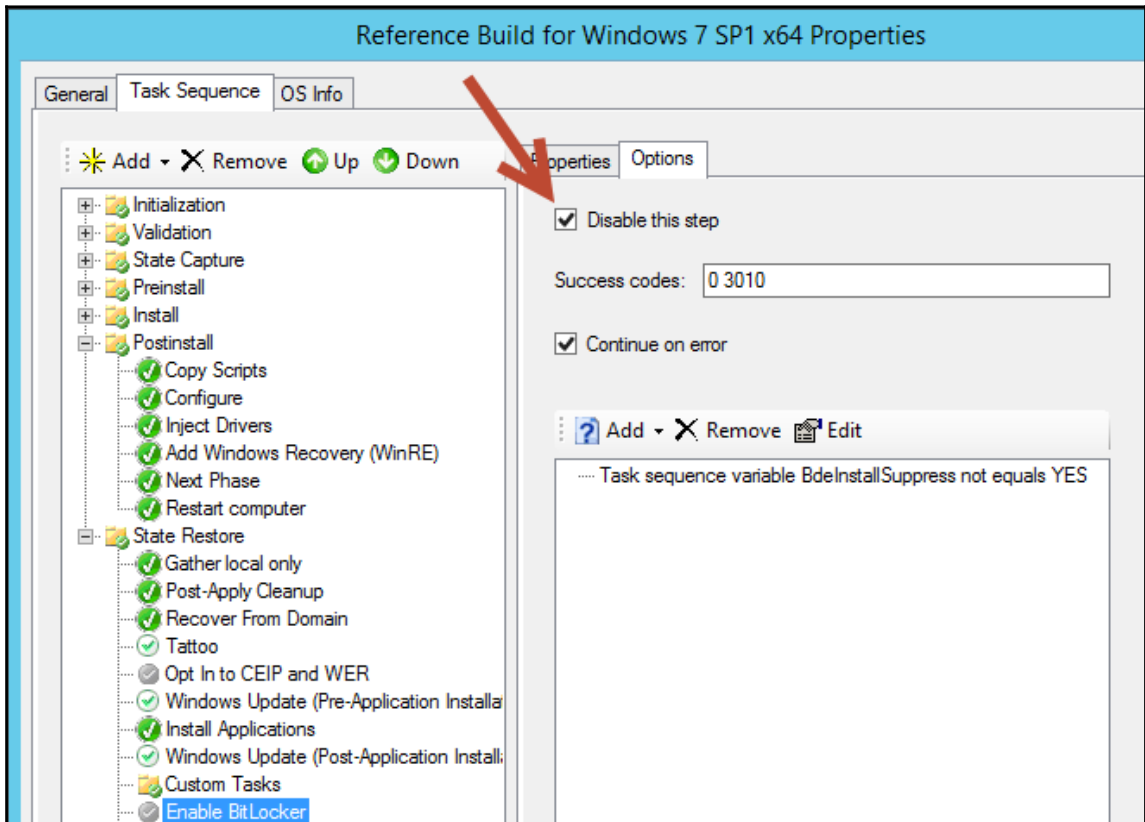 Reference Build for Windows 7 SP1 x64 Properties
General Task Sequence OS Info
Add Remove Up Down
Initialization
Validation
State Capture
Preinstall
Install
Postinstall
Copy Scripts
Configure
Inject Drivers
Add Windows Recovery (WinRE)
Next Phase
Restart computer
State Restore
Gather local only
Post-Apply Cleanup
Recover From Domain
Tattoo
Opt In to CEIP and WER
Windows Update (Pre-Application Installa
Install Applications
Windows Update (Post-Application Install
Custom Tasks
Enable BitLocker
Properties Options
Disable this step
Success codes: 0 3010
Continue on error
Add Remove Edit
Task sequence variable BdeInstallSuppress not equals YES